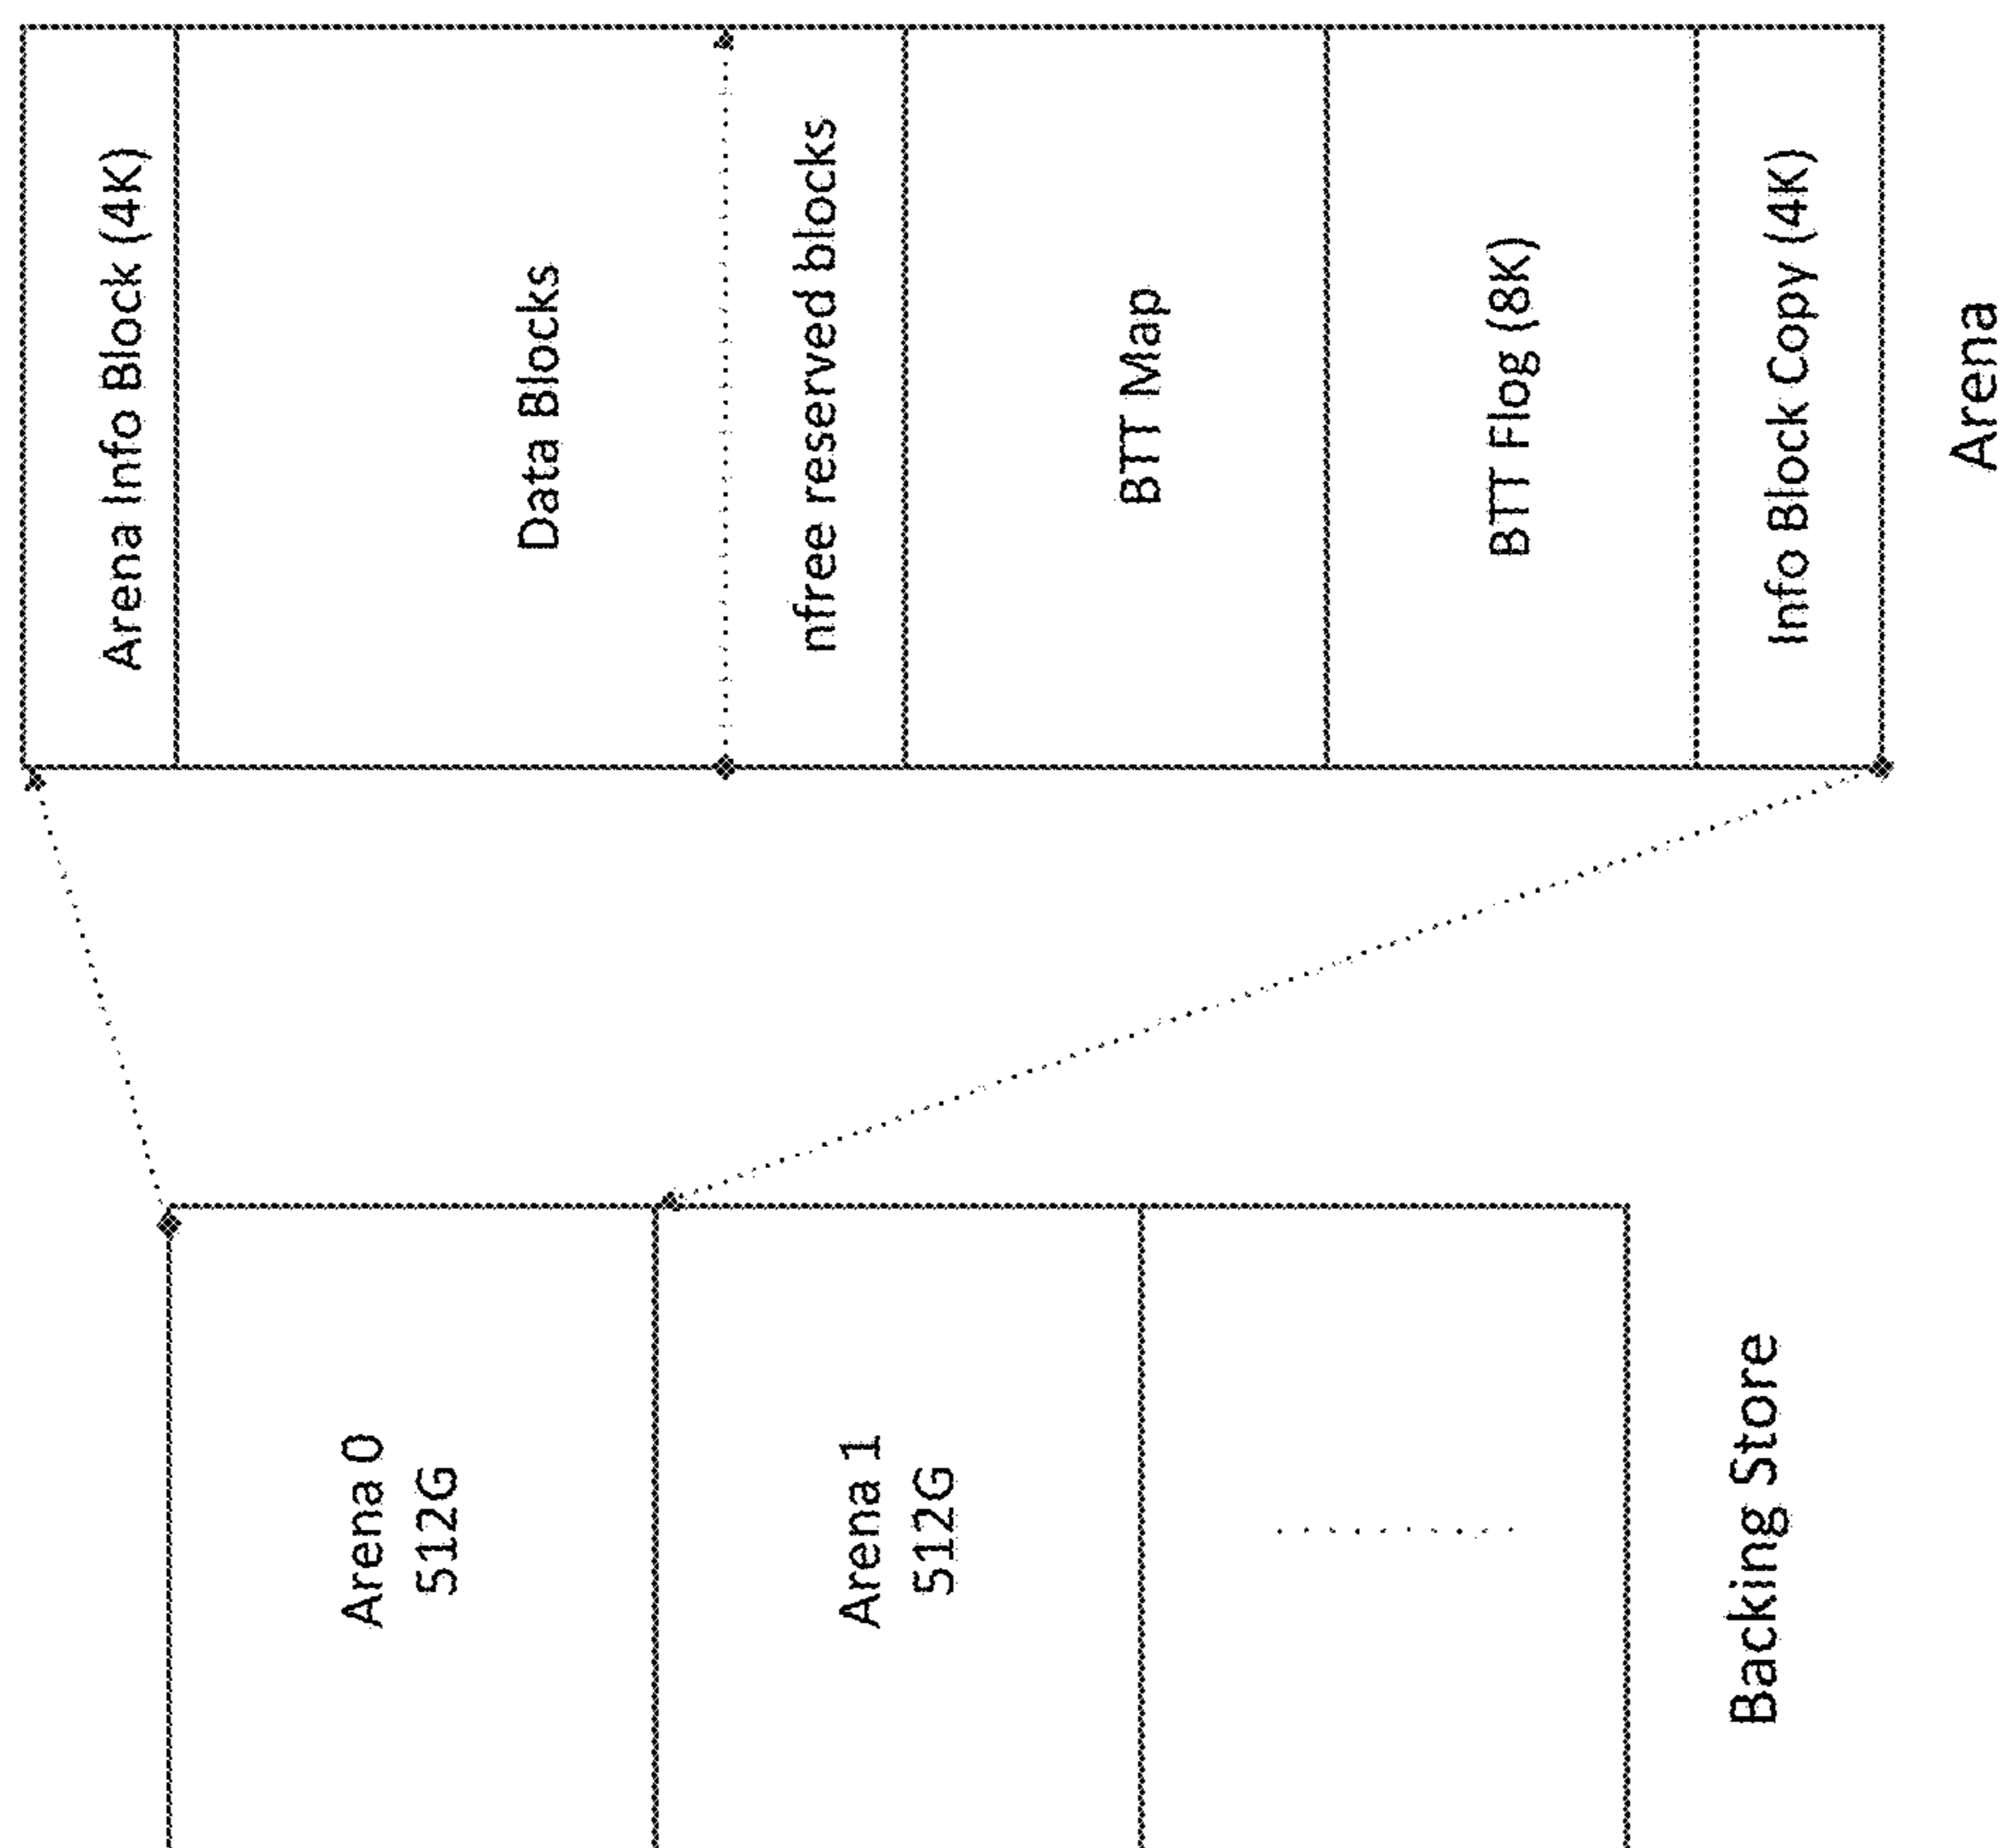 Arena 0
512G
Arena 1
512G
Backing Store
Arena Info Block (4K)
Data Blocks
nfree reserved blocks
BTT Map
BTT Flog (8K)
Info Block Copy (4K)
Arena